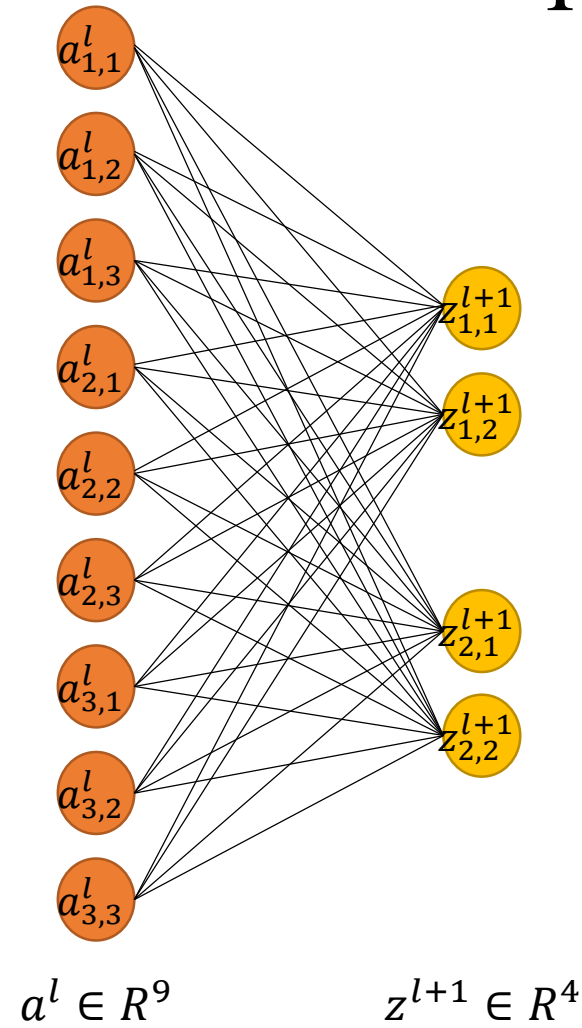 a^l_{1,1}
a^l_{1,2}
a^l_{1,3}
a^l_{2,1}
a^l_{2,2}
a^l_{2,3}
a^l_{3,1}
a^l_{3,2}
a^l_{3,3}
z^{l+1}_{1,1}
z^{l+1}_{1,2}
z^{l+1}_{2,1}
z^{l+1}_{2,2}
a^l ∈ R^9
z^{l+1} ∈ R^4